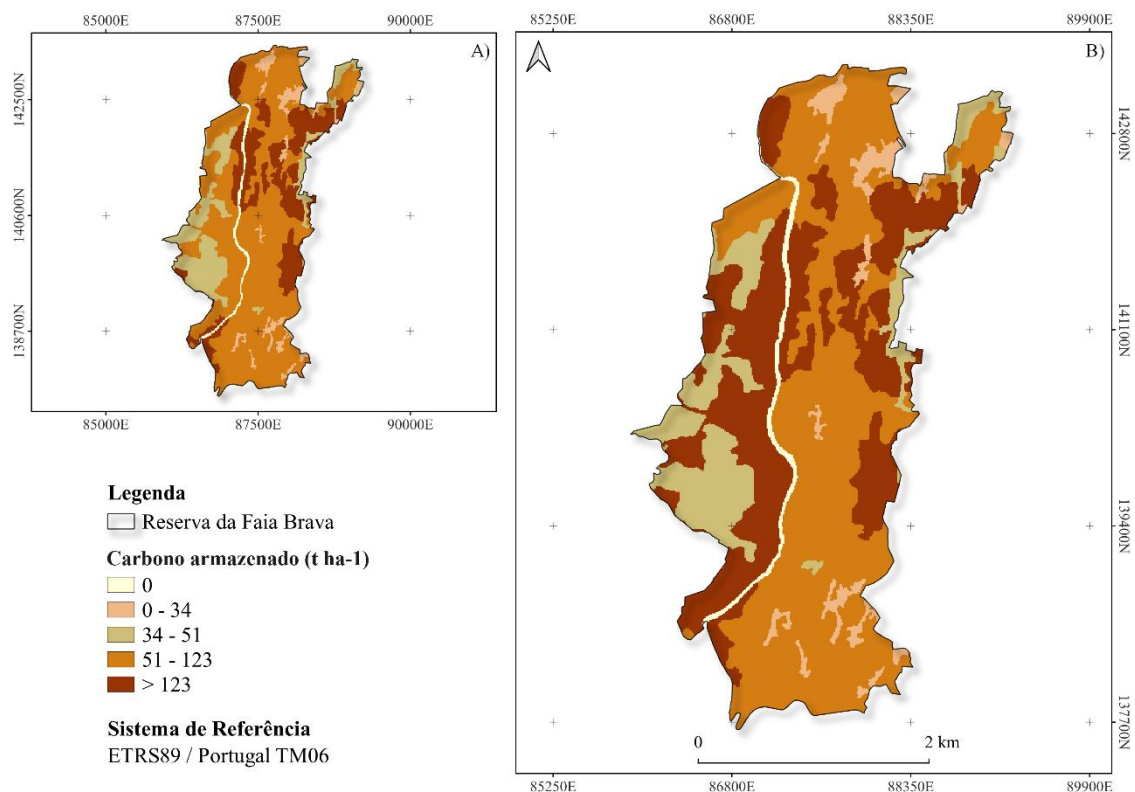 85000E 87500E 90000E
A)
142500N
140600N
138700N
85000E 87500E 90000E
Legenda
Reserva da Faia Brava
Carbono armazenado (t ha-1)
0
0 - 34
34 - 51
51 - 123
> 123
Sistema de Referência
ETRS89 / Portugal TM06
85250E 86800E 88350E 89900E
B)
142800N
141100N
139400N
137700N
0 2 km
85250E 86800E 88350E 89900E